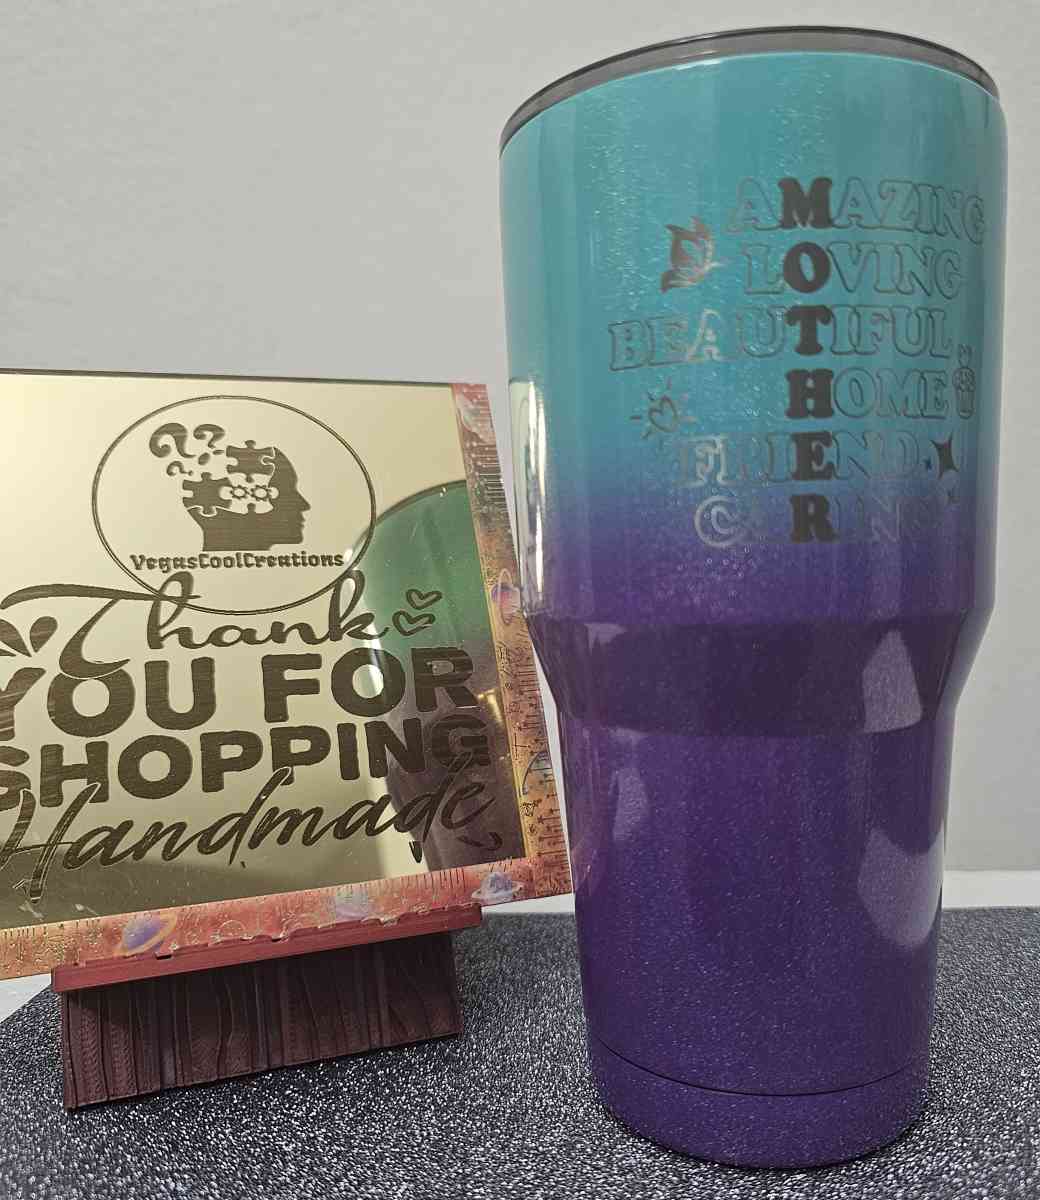 VegasCoolCreations
Thank
YOU FOR
SHOPPING
Handmade
AMAZING
LOVING
BEAUTIFUL
HOME
FRIEND
CARING